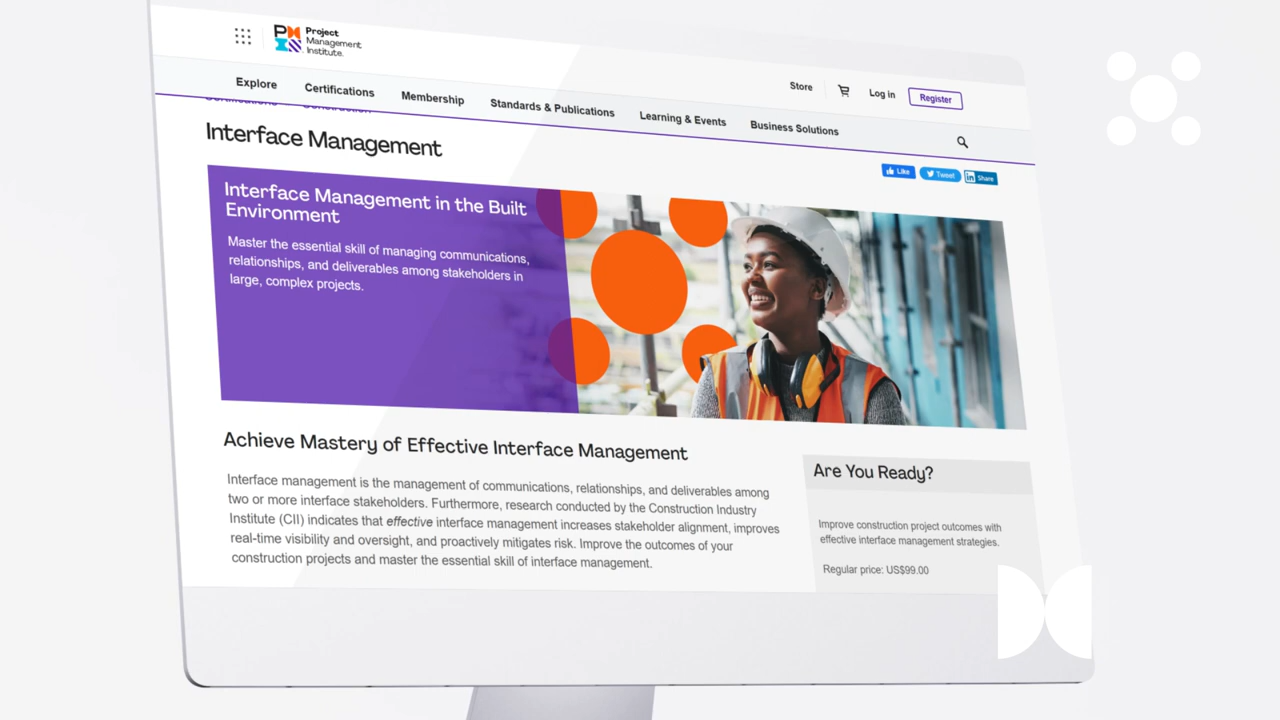 Project
Management
Institute.
Store
Log in
Register
Explore
Certifications
Membership
Standards & Publications
Learning & Events
Business Solutions
Certifications
Construction
Interface Management
Like
Tweet
in Share
Interface Management in the Built
Environment
Master the essential skill of managing communications,
relationships, and deliverables among stakeholders in
large, complex projects.
Achieve Mastery of Effective Interface Management
Interface management is the management of communications, relationships, and deliverables among
two or more interface stakeholders. Furthermore, research conducted by the Construction Industry
Institute (CII) indicates that effective interface management increases stakeholder alignment, improves
real-time visibility and oversight, and proactively mitigates risk. Improve the outcomes of your
construction projects and master the essential skill of interface management.
Are You Ready?
Improve construction project outcomes with
effective interface management strategies.
Regular price: US$99.00